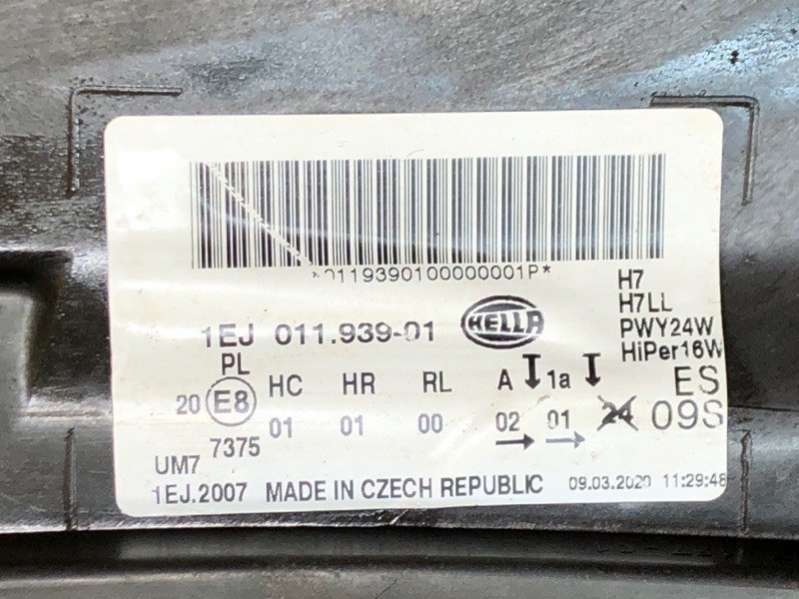 *01193901000000001P*
1EJ 011.939-01 HELLA
H7
H7LL
PWY24W
HiPer16W
PL HC HR RL A 1a ES
20 E8 01 01 00 02 01 24 09S
7375
UM7
1EJ.2007 MADE IN CZECH REPUBLIC 09.03.2020 11:29:48